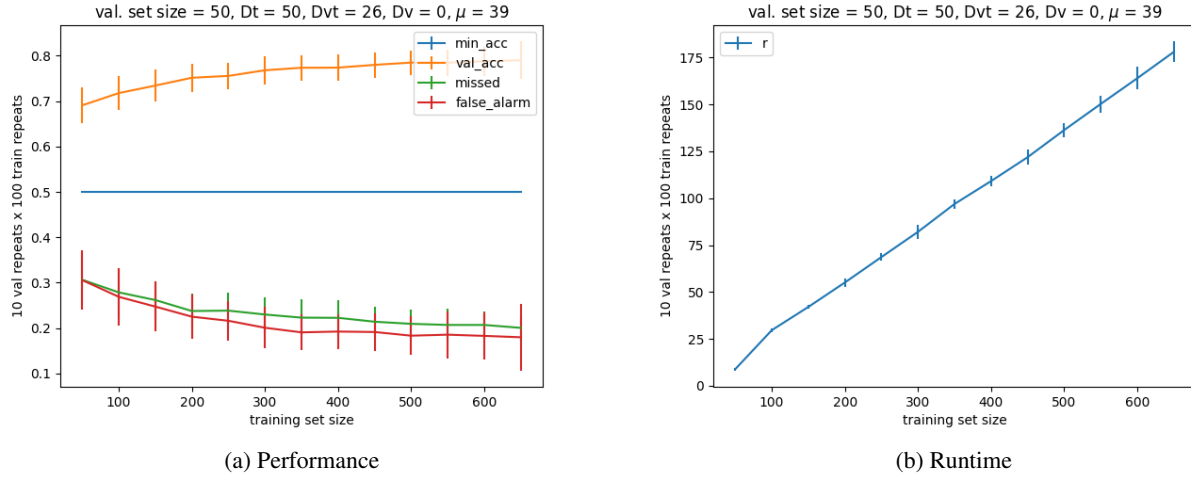 val. set size = 50, Dt = 50, Dvt = 26, Dv = 0, μ = 39
10 val repeats x 100 train repeats
0.8
0.7
0.6
0.5
0.4
0.3
0.2
0.1
min_acc
val_acc
missed
false_alarm
100
200
300
400
500
600
training set size
(a) Performance
val. set size = 50, Dt = 50, Dvt = 26, Dv = 0, μ = 39
10 val repeats x 100 train repeats
175
150
125
100
75
50
25
0
r
100
200
300
400
500
600
training set size
(b) Runtime